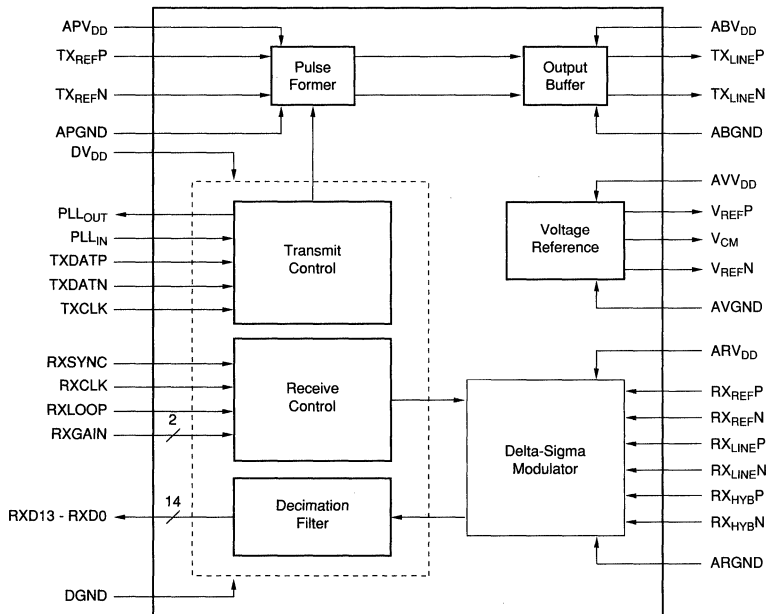 APVDD
TXREFP
TXREFN
APGND
DVDD
PLLOUT
PLLIN
TXDATP
TXDATN
TXCLK
RXSYNC
RXCLK
RXLOOP
RXGAIN
2
RXD13 - RXD0
14
DGND
Pulse
Former
Output
Buffer
Transmit
Control
Voltage
Reference
Receive
Control
Delta-Sigma
Modulator
Decimation
Filter
ABVDD
TXLINEP
TXLINEN
ABGND
AVVDD
VREFP
VCM
VREFN
AVGND
ARVDD
RXREFP
RXREFN
RXLINEP
RXLINEN
RXHYBP
RXHYBN
ARGND